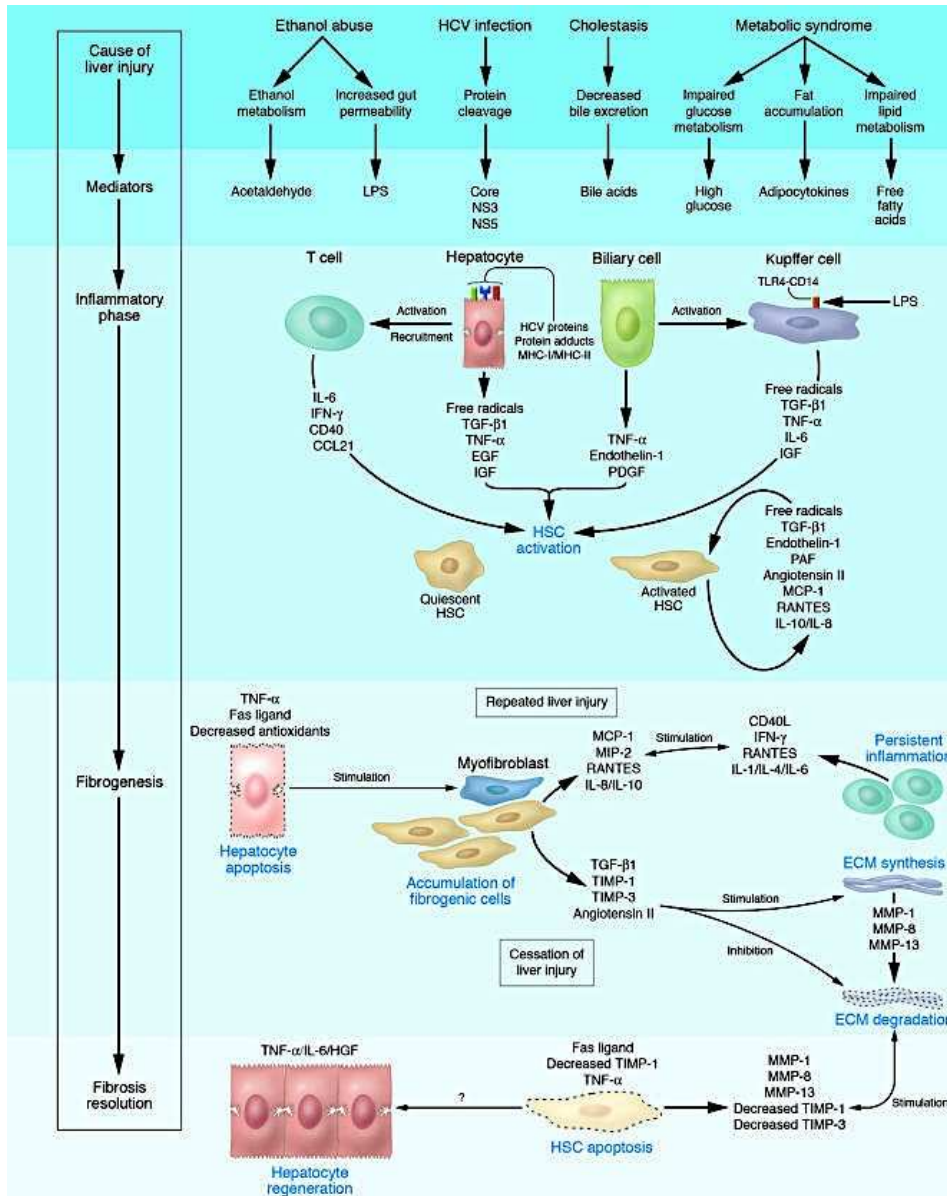 Cause of
liver injury
Ethanol abuse
HCV infection
Cholestasis
Metabolic syndrome
Ethanol
metabolism
Increased gut
permeability
Protein
cleavage
Decreased
bile excretion
Impaired
glucose
metabolism
Fat
accumulation
Impaired
lipid
metabolism
Mediators
Acetaldehyde
LPS
Core
NS3
NS5
Bile acids
High
glucose
Adipocytokines
Free
fatty
acids
Inflammatory
phase
T cell
Hepatocyte
Biliary cell
Kupffer cell
TLR4-CD14
LPS
Activation
Recruitment
HCV proteins
Protein adducts
MHC-I/MHC-II
Activation
IL-6
IFN-γ
CD40
CCL21
Free radicals
TGF-β1
TNF-α
EGF
IGF
TNF-α
Endothelin-1
PDGF
Free radicals
TGF-β1
TNF-α
IL-6
IGF
HSC
activation
Quiescent
HSC
Activated
HSC
Free radicals
TGF-β1
Endothelin-1
PAF
Angiotensin II
MCP-1
RANTES
IL-10/IL-8
Fibrogenesis
TNF-α
Fas ligand
Decreased antioxidants
Hepatocyte
apoptosis
Stimulation
Repeated liver injury
Myofibroblast
Accumulation of
fibrogenic cells
MCP-1
MIP-2
RANTES
IL-8/IL-10
Stimulation
CD40L
IFN-γ
RANTES
IL-1/IL-4/IL-6
Persistent
inflammation
TGF-β1
TIMP-1
TIMP-3
Angiotensin II
Stimulation
Inhibition
ECM synthesis
MMP-1
MMP-8
MMP-13
ECM degradation
Cessation of
liver injury
Fibrosis
resolution
TNF-α/IL-6/HGF
Hepatocyte
regeneration
?
Fas ligand
Decreased TIMP-1
TNF-α
HSC apoptosis
MMP-1
MMP-8
MMP-13
Decreased TIMP-1
Decreased TIMP-3
Stimulation